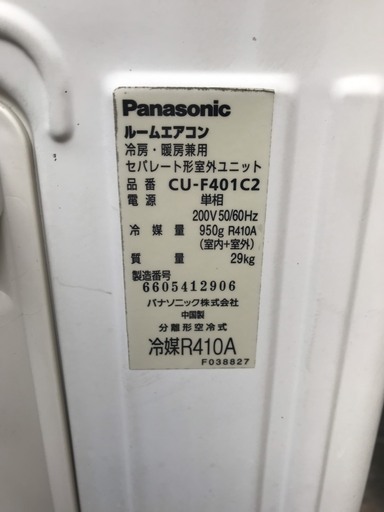 Panasonic
ルームエアコン
冷房・暖房兼用
セパレート形室外ユニット
品番 CU-F401C2
電源 単相
200V 50/60Hz
冷媒量 950g R410A
(室内+室外)
質量 29kg
製造番号
6605412906
パナソニック株式会社
中国製
分離形空冷式
冷媒R410A
F038827